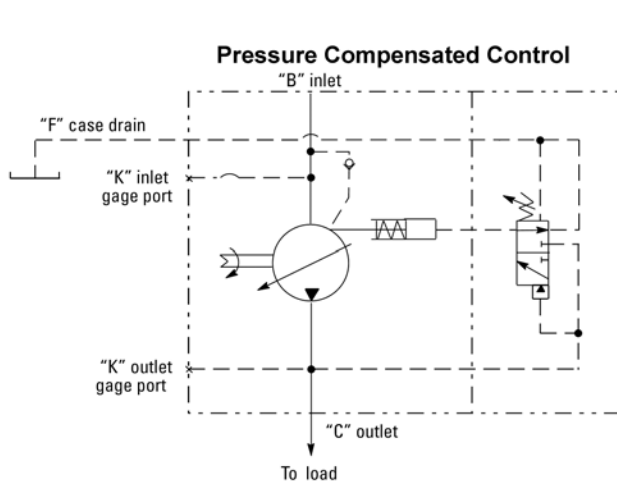 Pressure Compensated Control
“B” inlet
“F” case drain
“K” inlet
gage port
“K” outlet
gage port
“C” outlet
To load